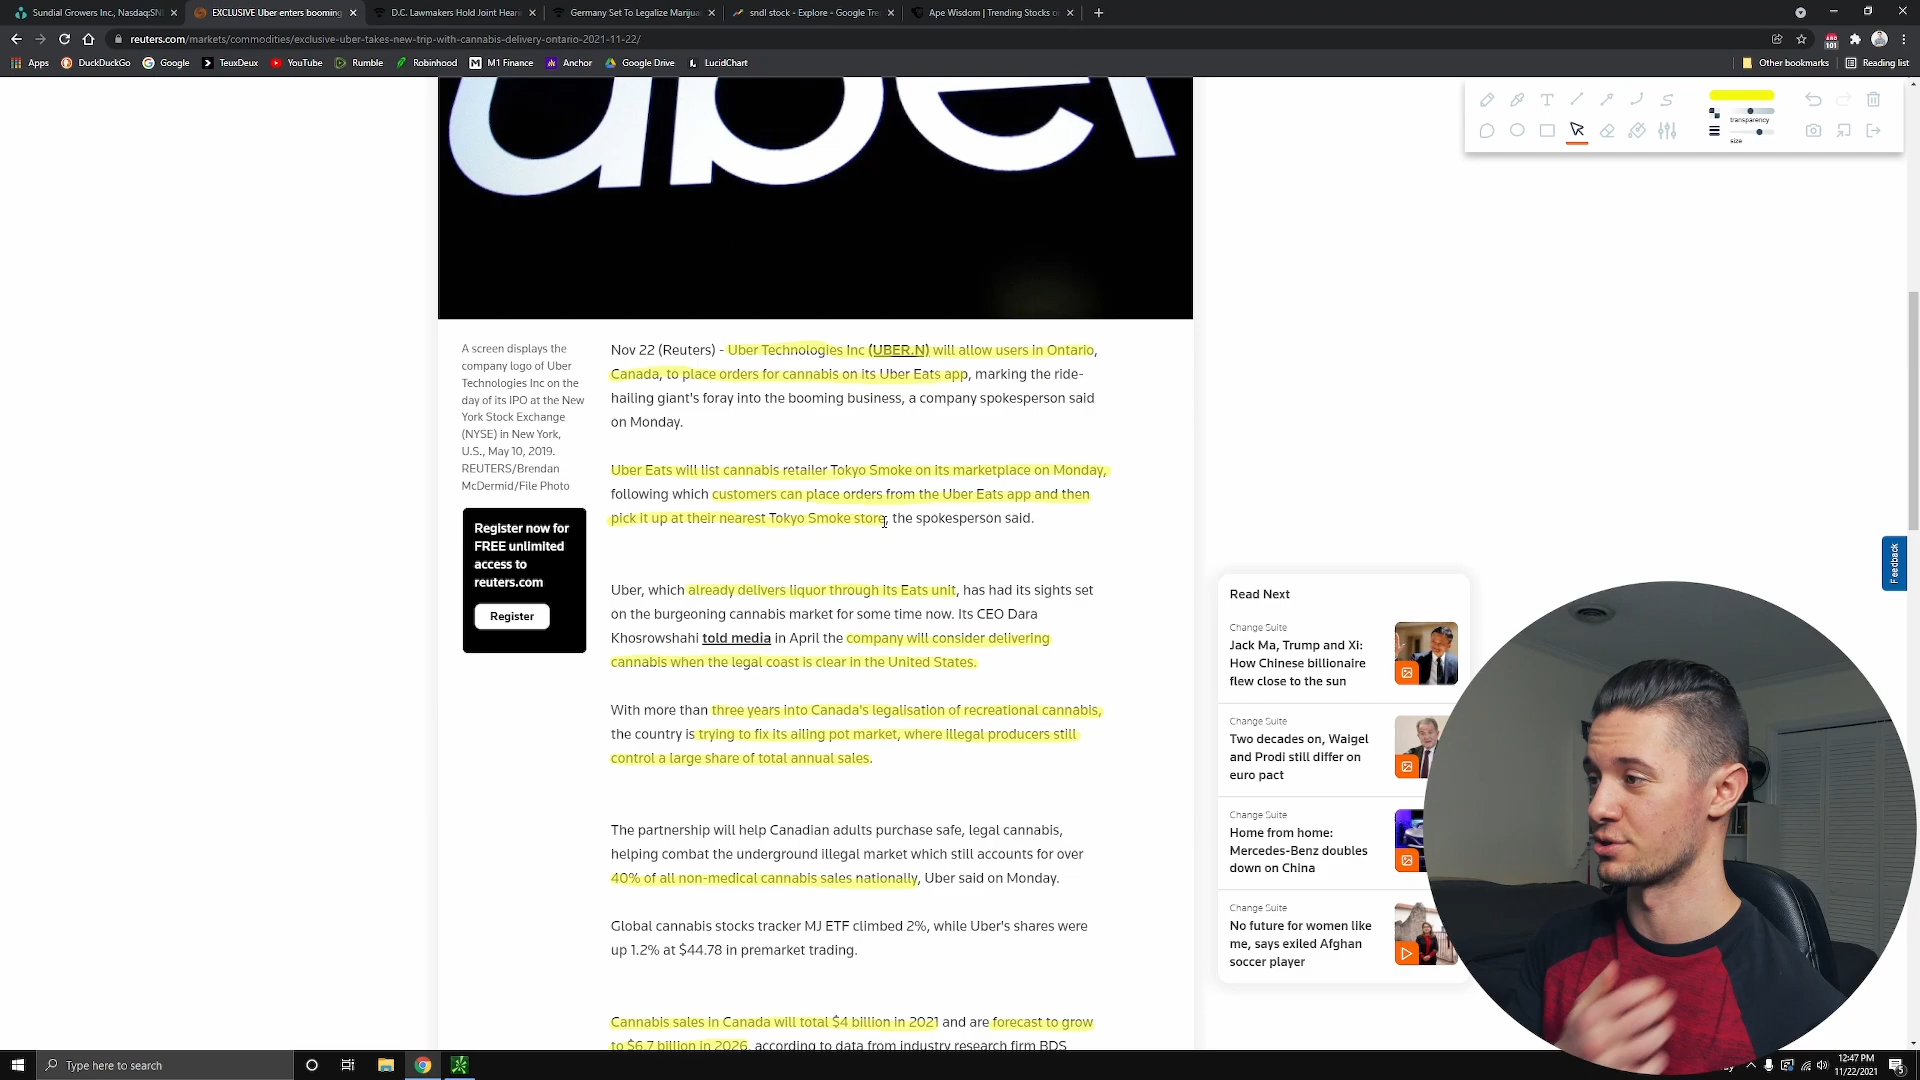 Sundial Growers Inc., Nasdaq:SNI
EXCLUSIVE Uber enters booming
D.C. Lawmakers Hold Joint Heari
Germany Set To Legalize Marijua
sndl stock - Explore - Google Tre
Ape Wisdom | Trending Stocks o
reuters.com/markets/commodities/exclusive-uber-takes-new-trip-with-cannabis-delivery-ontario-2021-11-22/
101
Apps
DuckDuckGo
Google
TeuxDeux
YouTube
Rumble
Robinhood
M1 Finance
Anchor
Google Drive
LucidChart
Other bookmarks
Reading list
transparency
size
uber
A screen displays the
company logo of Uber
Technologies Inc on the
day of its IPO at the New
York Stock Exchange
(NYSE) in New York,
U.S., May 10, 2019.
REUTERS/Brendan
McDermid/File Photo
Register now for
FREE unlimited
access to
reuters.com
Register
Nov 22 (Reuters) - Uber Technologies Inc (UBER.N) will allow users in Ontario,
Canada, to place orders for cannabis on its Uber Eats app, marking the ride-
hailing giant's foray into the booming business, a company spokesperson said
on Monday.
Uber Eats will list cannabis retailer Tokyo Smoke on its marketplace on Monday,
following which customers can place orders from the Uber Eats app and then
pick it up at their nearest Tokyo Smoke store, the spokesperson said.
Uber, which already delivers liquor through its Eats unit, has had its sights set
on the burgeoning cannabis market for some time now. Its CEO Dara
Khosrowshahi told media in April the company will consider delivering
cannabis when the legal coast is clear in the United States.
With more than three years into Canada's legalisation of recreational cannabis,
the country is trying to fix its ailing pot market, where illegal producers still
control a large share of total annual sales.
The partnership will help Canadian adults purchase safe, legal cannabis,
helping combat the underground illegal market which still accounts for over
40% of all non-medical cannabis sales nationally, Uber said on Monday.
Global cannabis stocks tracker MJ ETF climbed 2%, while Uber's shares were
up 1.2% at $44.78 in premarket trading.
Cannabis sales in Canada will total $4 billion in 2021 and are forecast to grow
to $6.7 billion in 2026, according to data from industry research firm BDS
Feedback
Read Next
Change Suite
Jack Ma, Trump and Xi:
How Chinese billionaire
flew close to the sun
Change Suite
Two decades on, Waigel
and Prodi still differ on
euro pact
Change Suite
Home from home:
Mercedes-Benz doubles
down on China
Change Suite
No future for women like
me, says exiled Afghan
soccer player
Type here to search
12:47 PM
11/22/2021
5